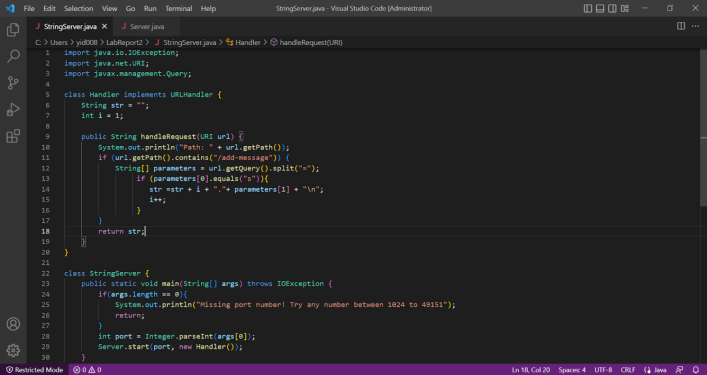 File Edit Selection View Go Run Terminal Help StringServer.java - Visual Studio Code [Administrator]
StringServer.java Server.java
C: > Users > yid008 > LabReport2 > StringServer.java > Handler > handleRequest(URI)
1 import java.io.IOException;
2 import java.net.URI;
3 import javax.management.Query;
4
5 class Handler implements URLHandler {
6 String str = "";
7 int i = 1;
8
9 public String handleRequest(URI url) {
10 System.out.println("Path: " + url.getPath());
11 if (url.getPath().contains("/add-message")) {
12 String[] parameters = url.getQuery().split("=");
13 if (parameters[0].equals("s")){
14 str =str + i + "."+ parameters[1] + "\n";
15 i++;
16 }
17 }
18 return str;
19 }
20 }
21
22 class StringServer {
23 public static void main(String[] args) throws IOException {
24 if(args.length == 0){
25 System.out.println("Missing port number! Try any number between 1024 to 49151");
26 return;
27 }
28 int port = Integer.parseInt(args[0]);
29 Server.start(port, new Handler());
30 }
Restricted Mode 0 0 Ln 18, Col 20 Spaces: 4 UTF-8 CRLF Java